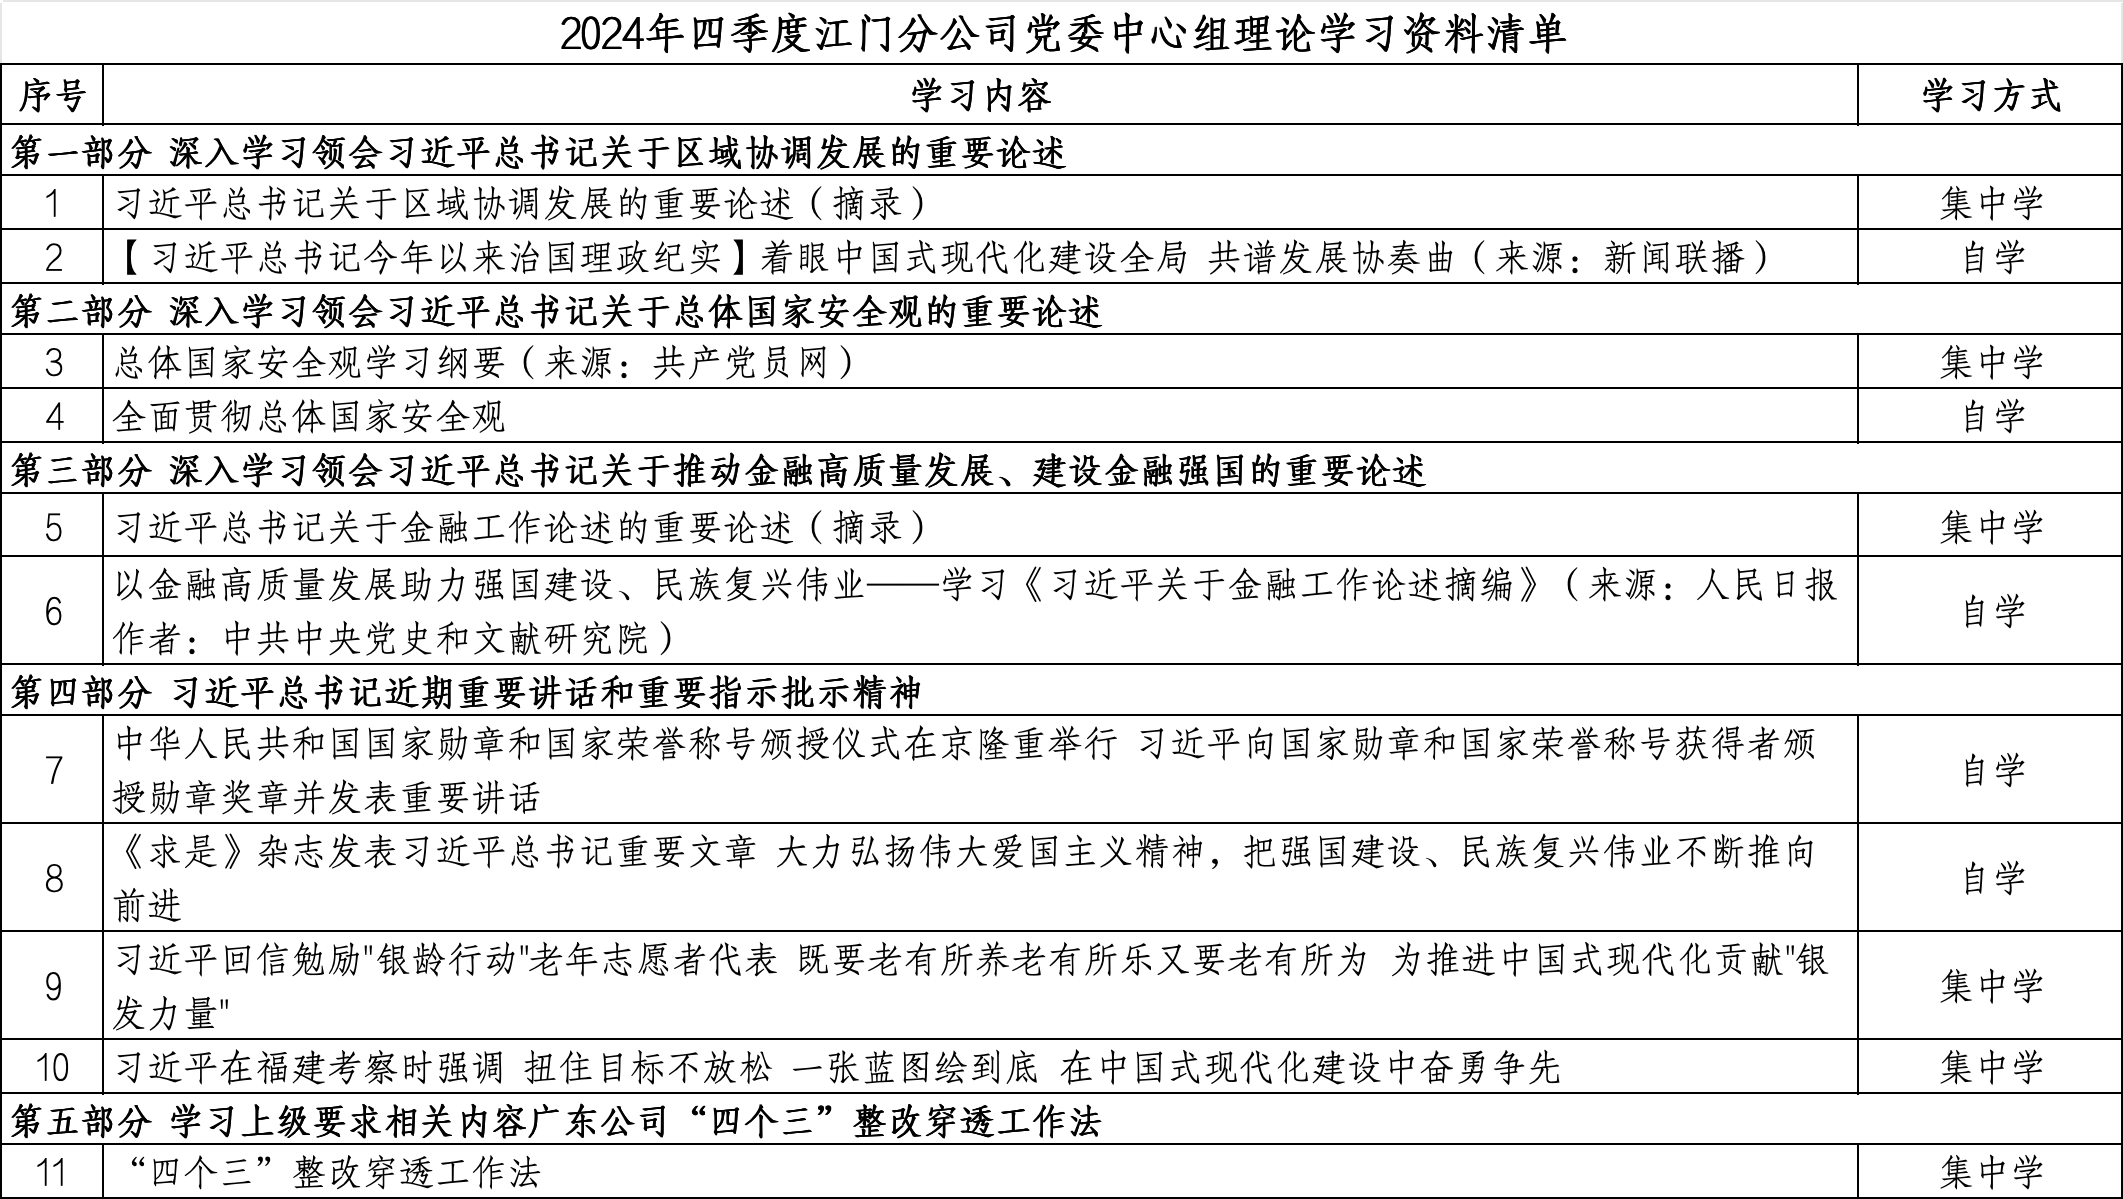 2024年四季度江门分公司党委中心组理论学习资料清单
序号 学习内容 学习方式
第一部分 深入学习领会习近平总书记关于区域协调发展的重要论述
1 习近平总书记关于区域协调发展的重要论述（摘录） 集中学
2 【习近平总书记今年以来治国理政纪实】着眼中国式现代化建设全局 共谱发展协奏曲（来源：新闻联播） 自学
第二部分 深入学习领会习近平总书记关于总体国家安全观的重要论述
3 总体国家安全观学习纲要（来源：共产党员网） 集中学
4 全面贯彻总体国家安全观 自学
第三部分 深入学习领会习近平总书记关于推动金融高质量发展、建设金融强国的重要论述
5 习近平总书记关于金融工作论述的重要论述（摘录） 集中学
6 以金融高质量发展助力强国建设、民族复兴伟业——学习《习近平关于金融工作论述摘编》（来源：人民日报
作者：中共中央党史和文献研究院） 自学
第四部分 习近平总书记近期重要讲话和重要指示批示精神
7 中华人民共和国国家勋章和国家荣誉称号颁授仪式在京隆重举行 习近平向国家勋章和国家荣誉称号获得者颁
授勋章奖章并发表重要讲话 自学
8 《求是》杂志发表习近平总书记重要文章 大力弘扬伟大爱国主义精神，把强国建设、民族复兴伟业不断推向
前进 自学
9 习近平回信勉励"银龄行动"老年志愿者代表 既要老有所养老有所乐又要老有所为 为推进中国式现代化贡献"银
发力量" 集中学
10 习近平在福建考察时强调 扭住目标不放松 一张蓝图绘到底 在中国式现代化建设中奋勇争先 集中学
第五部分 学习上级要求相关内容广东公司“四个三”整改穿透工作法
11 “四个三”整改穿透工作法 集中学